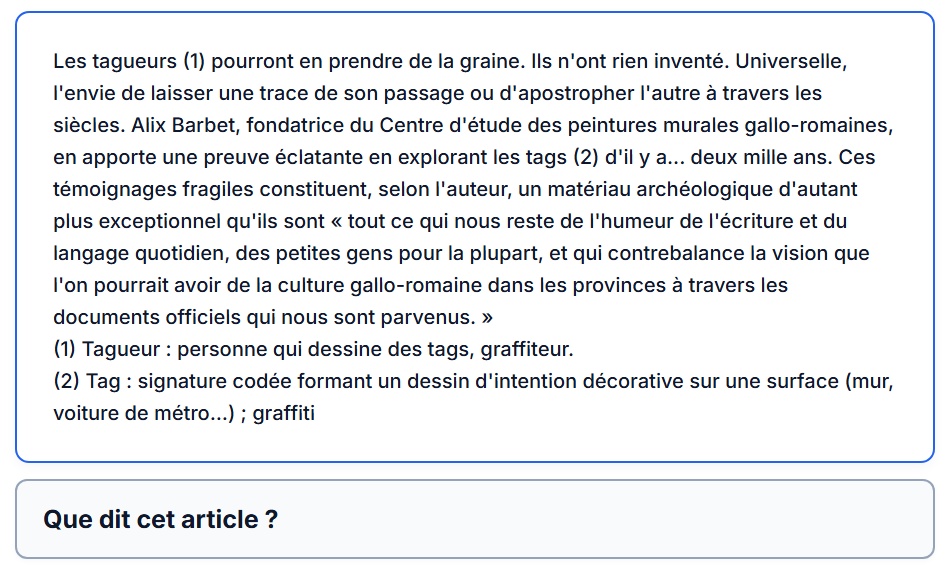 Les tagueurs (1) pourront en prendre de la graine. Ils n'ont rien inventé. Universelle,
l'envie de laisser une trace de son passage ou d'apostropher l'autre à travers les
siècles. Alix Barbet, fondatrice du Centre d'étude des peintures murales gallo-romaines,
en apporte une preuve éclatante en explorant les tags (2) d'il y a... deux mille ans. Ces
témoignages fragiles constituent, selon l'auteur, un matériau archéologique d'autant
plus exceptionnel qu'ils sont « tout ce qui nous reste de l'humeur de l'écriture et du
langage quotidien, des petites gens pour la plupart, et qui contrebalance la vision que
l'on pourrait avoir de la culture gallo-romaine dans les provinces à travers les
documents officiels qui nous sont parvenus. »
(1) Tagueur : personne qui dessine des tags, graffiteur.
(2) Tag : signature codée formant un dessin d'intention décorative sur une surface (mur,
voiture de métro...) ; graffiti
Que dit cet article ?